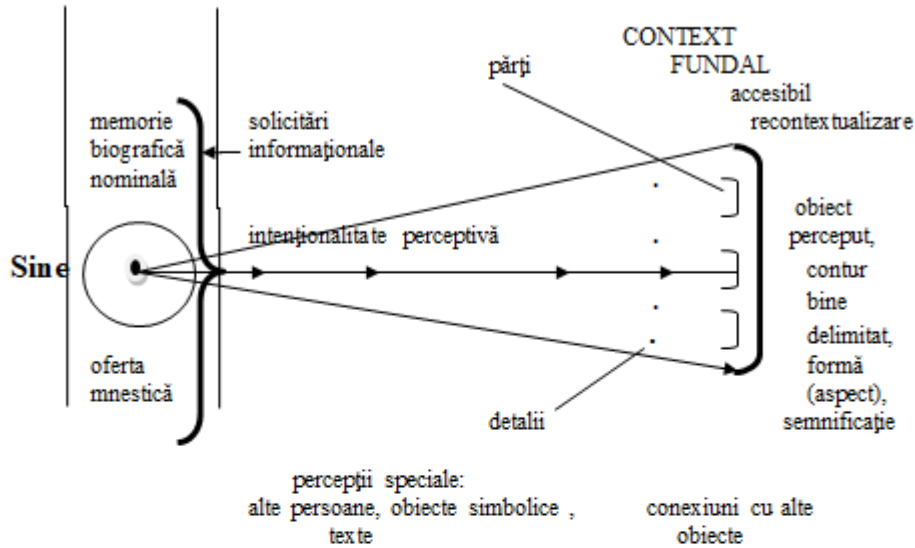 CONTEXT
FUNDAL
părţi
accesibil
recontextualizare
memorie
biografică
nominală
solicitări
informaţionale
obiect
perceput,
contur
bine
delimitat,
formă
(aspect),
semnificaţie
intenţionalitate perceptivă
Sine
oferta
mnestică
detalii
percepţii speciale:
alte persoane, obiecte simbolice ,
texte
conexiuni cu alte
obiecte